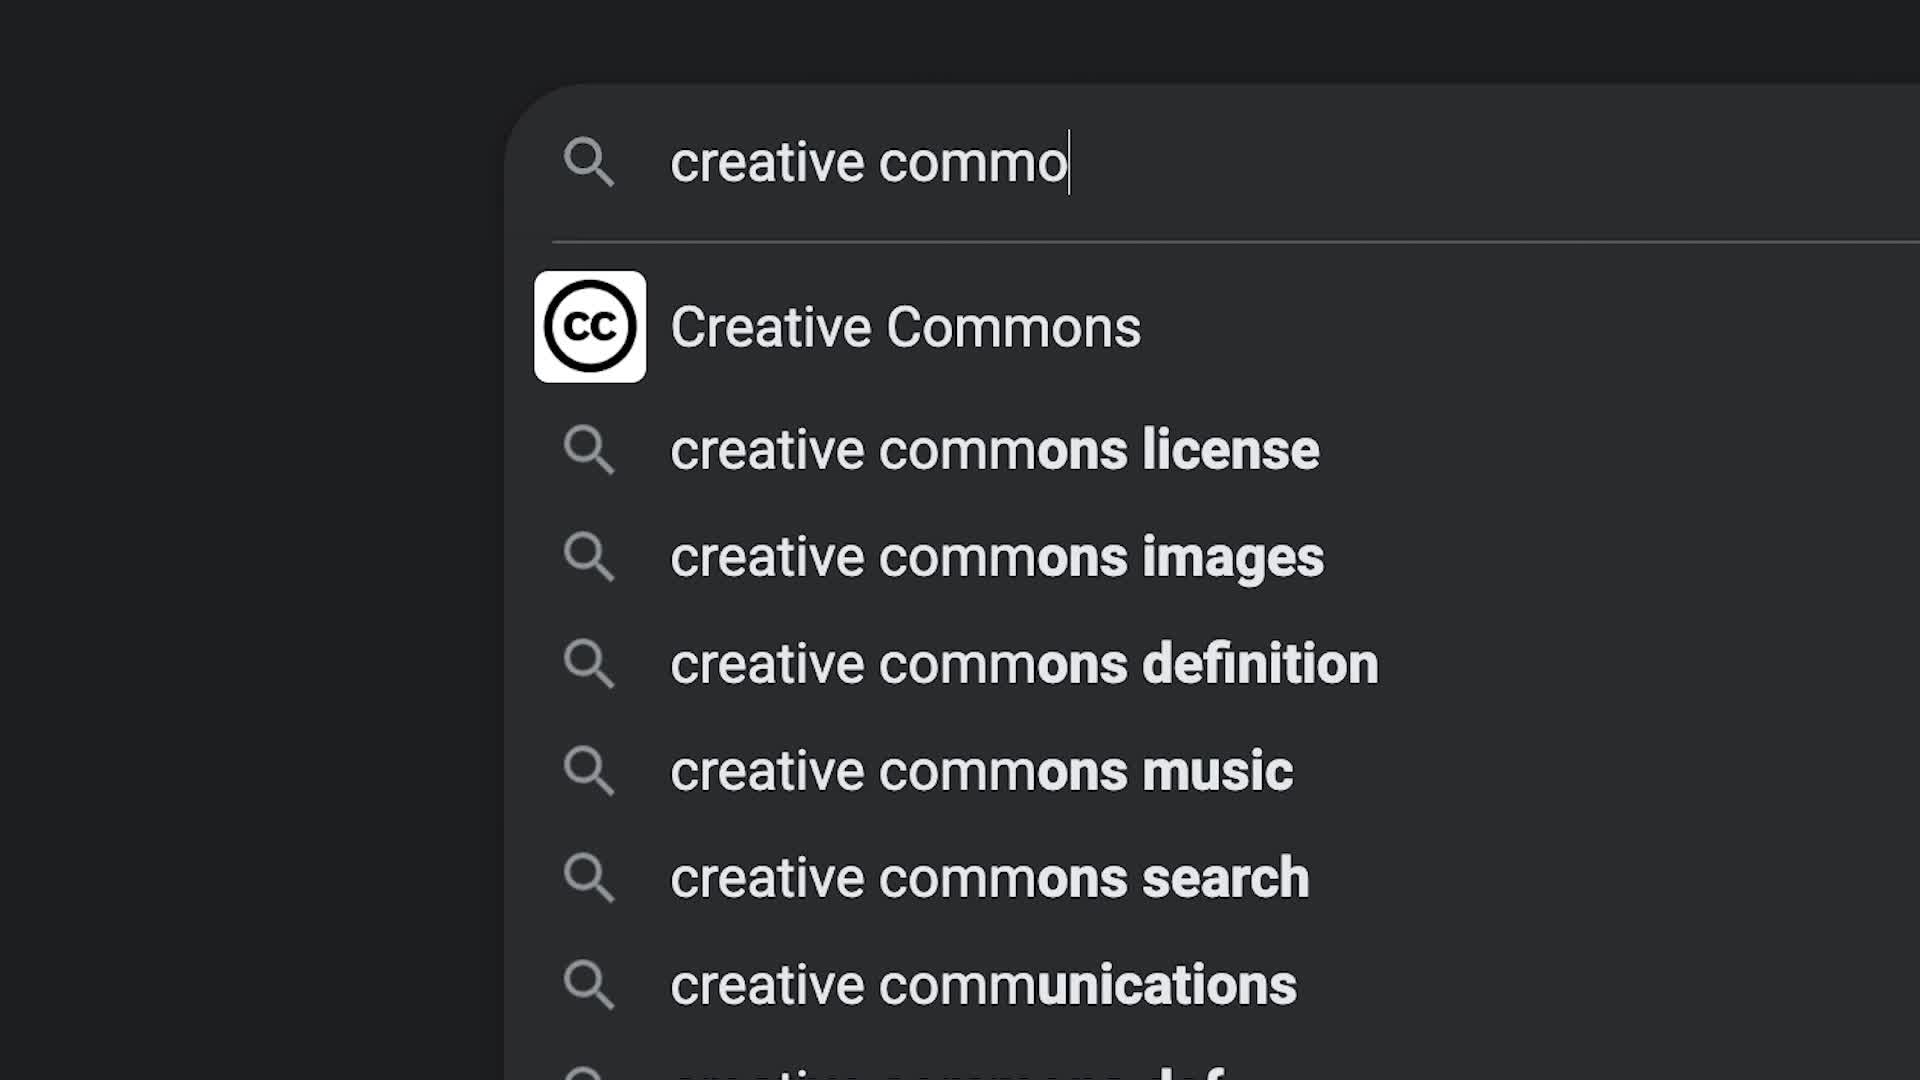 creative commo
CC
Creative Commons
creative commons license
creative commons images
creative commons definition
creative commons music
creative commons search
creative communications